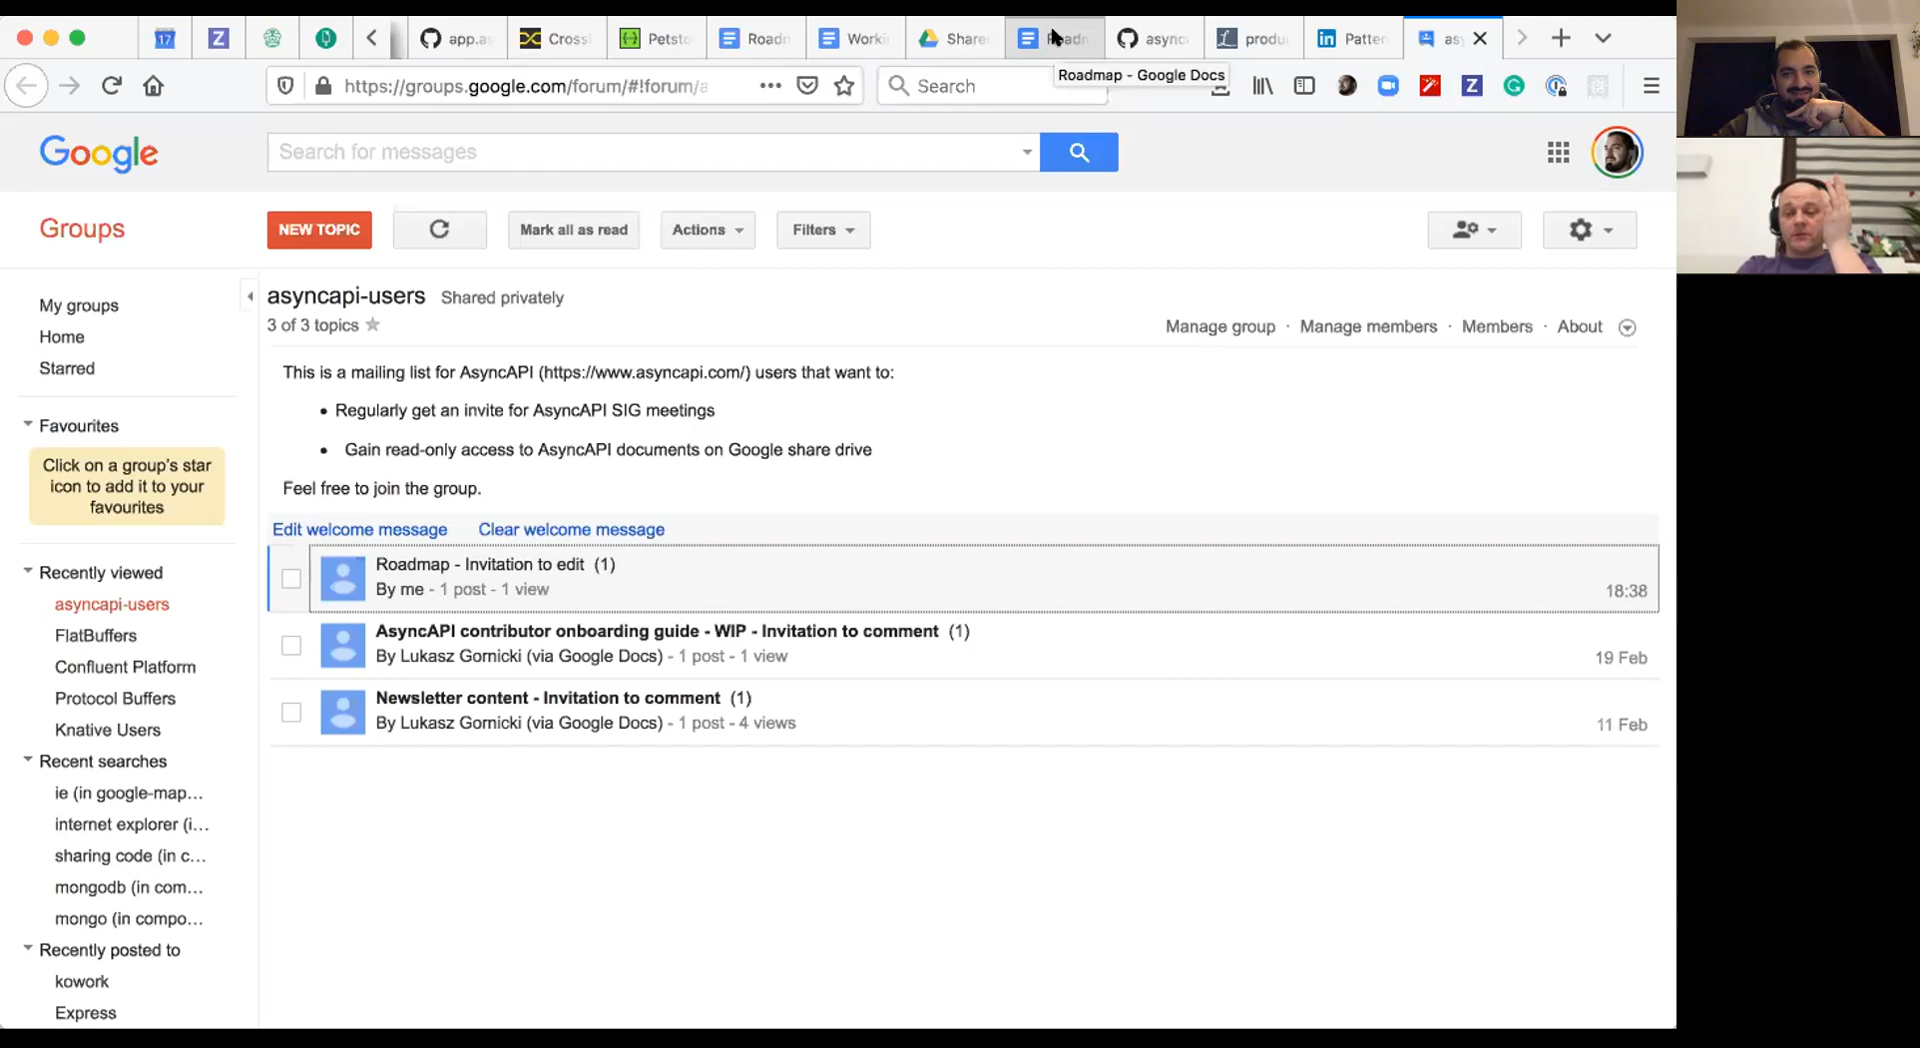 17
app.as
Crossl
Petsto
Roadn
Worki
Share
Roadn
async
produ
Patter
asy
https://groups.google.com/forum/#!forum/a
Search
Roadmap - Google Docs
Google
Search for messages
Groups
NEW TOPIC
Mark all as read
Actions
Filters
My groups
Home
Starred
Favourites
Click on a group's star
icon to add it to your
favourites
Recently viewed
asyncapi-users
FlatBuffers
Confluent Platform
Protocol Buffers
Knative Users
Recent searches
ie (in google-map...
internet explorer (i...
sharing code (in c...
mongodb (in com...
mongo (in compo...
Recently posted to
kowork
Express
asyncapi-users Shared privately
3 of 3 topics
Manage group · Manage members · Members · About
This is a mailing list for AsyncAPI (https://www.asyncapi.com/) users that want to:
• Regularly get an invite for AsyncAPI SIG meetings
• Gain read-only access to AsyncAPI documents on Google share drive
Feel free to join the group.
Edit welcome message Clear welcome message
Roadmap - Invitation to edit (1)
By me - 1 post - 1 view
18:38
AsyncAPI contributor onboarding guide - WIP - Invitation to comment (1)
By Lukasz Gornicki (via Google Docs) - 1 post - 1 view
19 Feb
Newsletter content - Invitation to comment (1)
By Lukasz Gornicki (via Google Docs) - 1 post - 4 views
11 Feb